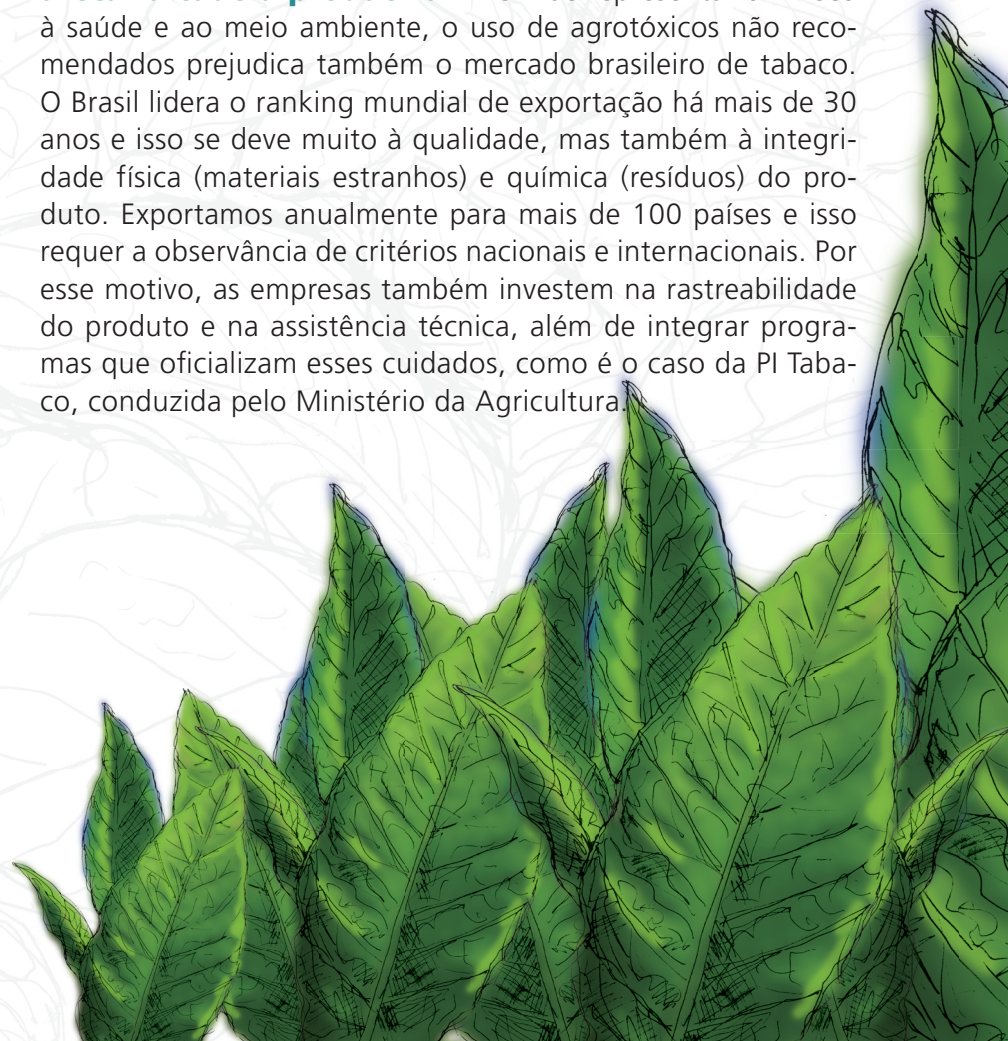 à saúde e ao meio ambiente, o uso de agrotóxicos não reco-
mendados prejudica também o mercado brasileiro de tabaco.
O Brasil lidera o ranking mundial de exportação há mais de 30
anos e isso se deve muito à qualidade, mas também à integri-
dade física (materiais estranhos) e química (resíduos) do pro-
duto. Exportamos anualmente para mais de 100 países e isso
requer a observância de critérios nacionais e internacionais. Por
esse motivo, as empresas também investem na rastreabilidade
do produto e na assistência técnica, além de integrar progra-
mas que oficializam esses cuidados, como é o caso da PI Taba-
co, conduzida pelo Ministério da Agricultura.